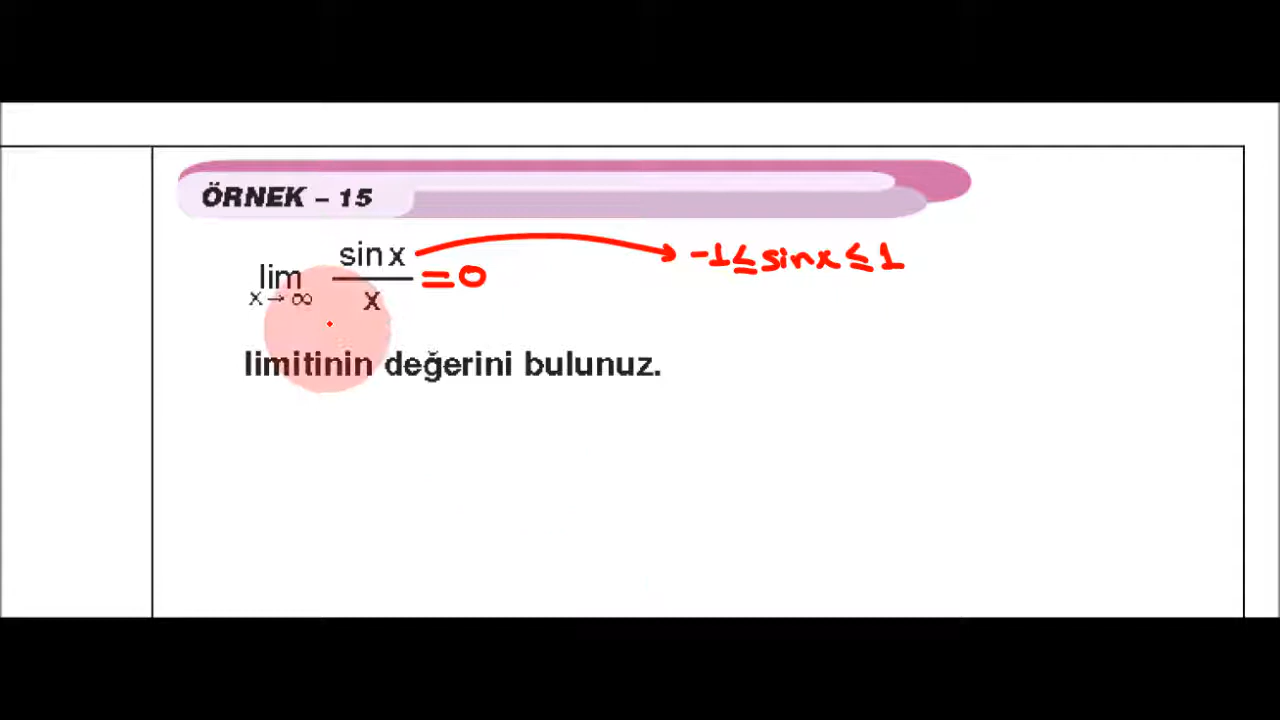 ÖRNEK – 15
lim x→∞ sin x / x = 0 → -1 ≤ sinx ≤ 1
limitinin değerini bulunuz.